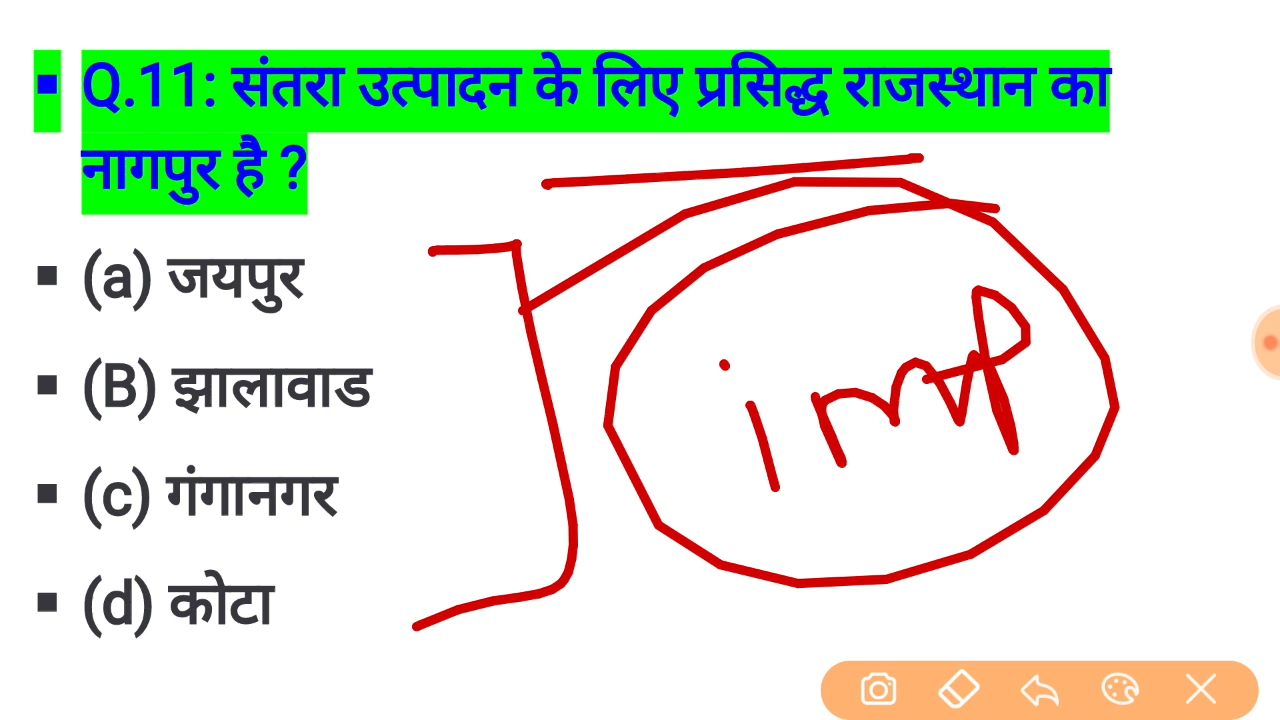 Q.11: संतरा उत्पादन के लिए प्रसिद्ध राजस्थान का
नागपुर है ?
(a) जयपुर
(B) झालावाड
(c) गंगानगर
(d) कोटा
imp